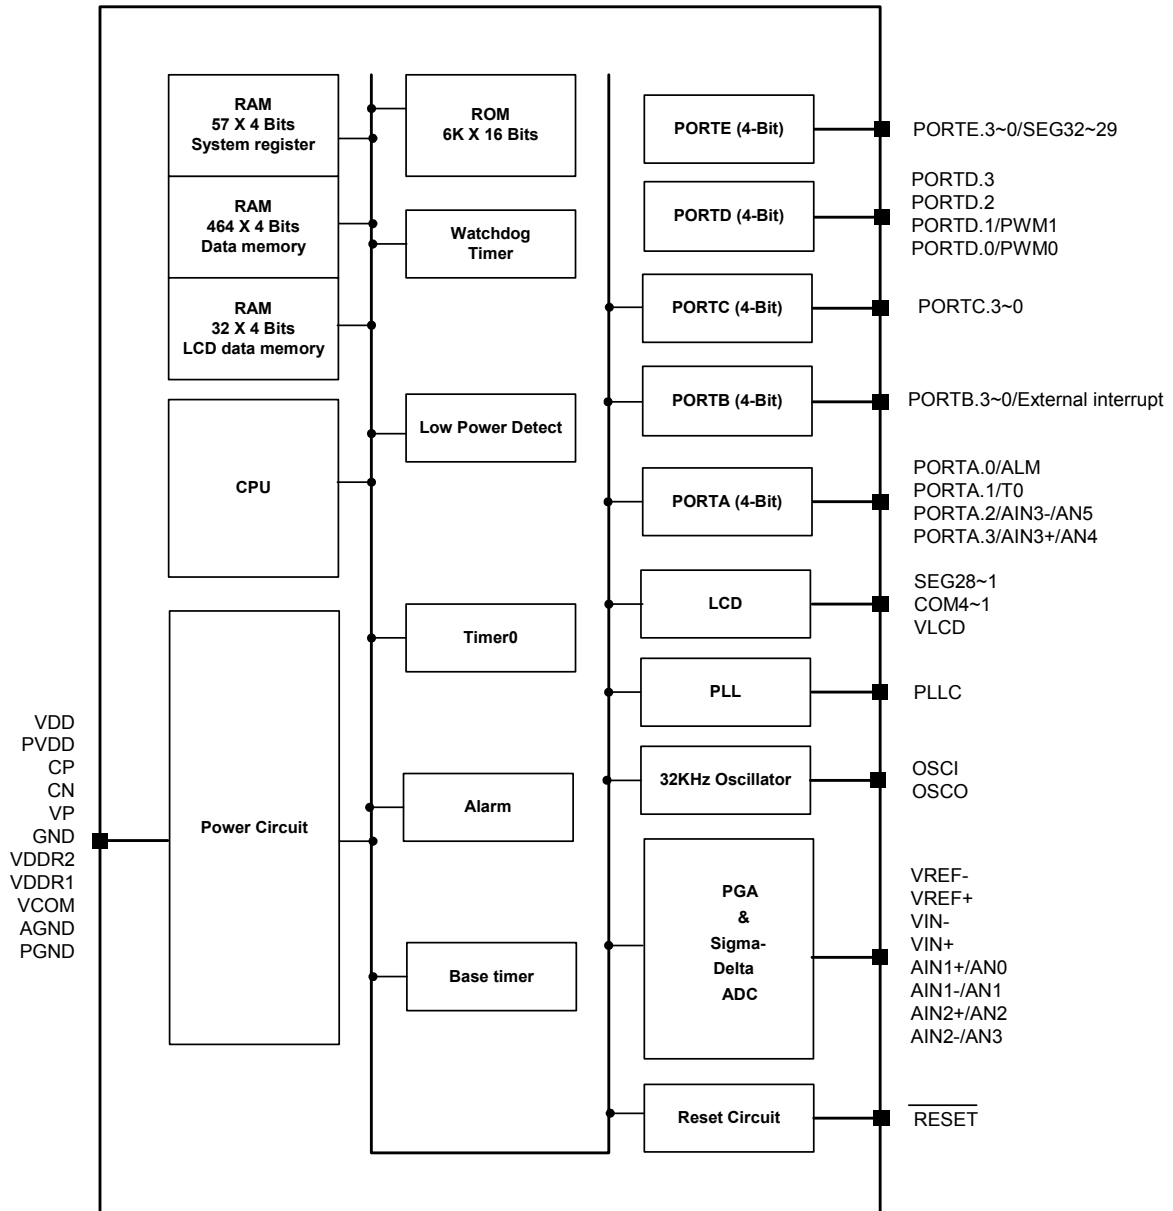 RAM
57 X 4 Bits
System register
RAM
464 X 4 Bits
Data memory
RAM
32 X 4 Bits
LCD data memory
CPU
Power Circuit
VDD
PVDD
CP
CN
VP
GND
VDDR2
VDDR1
VCOM
AGND
PGND
ROM
6K X 16 Bits
Watchdog
Timer
Low Power Detect
Timer0
Alarm
Base timer
PORTE (4-Bit)
PORTE.3~0/SEG32~29
PORTD (4-Bit)
PORTD.3
PORTD.2
PORTD.1/PWM1
PORTD.0/PWM0
PORTC (4-Bit)
PORTC.3~0
PORTB (4-Bit)
PORTB.3~0/External interrupt
PORTA (4-Bit)
PORTA.0/ALM
PORTA.1/T0
PORTA.2/AIN3-/AN5
PORTA.3/AIN3+/AN4
LCD
SEG28~1
COM4~1
VLCD
PLL
PLLC
32KHz Oscillator
OSCI
OSCO
PGA
&
Sigma-
Delta
ADC
VREF-
VREF+
VIN-
VIN+
AIN1+/AN0
AIN1-/AN1
AIN2+/AN2
AIN2-/AN3
Reset Circuit
RESET